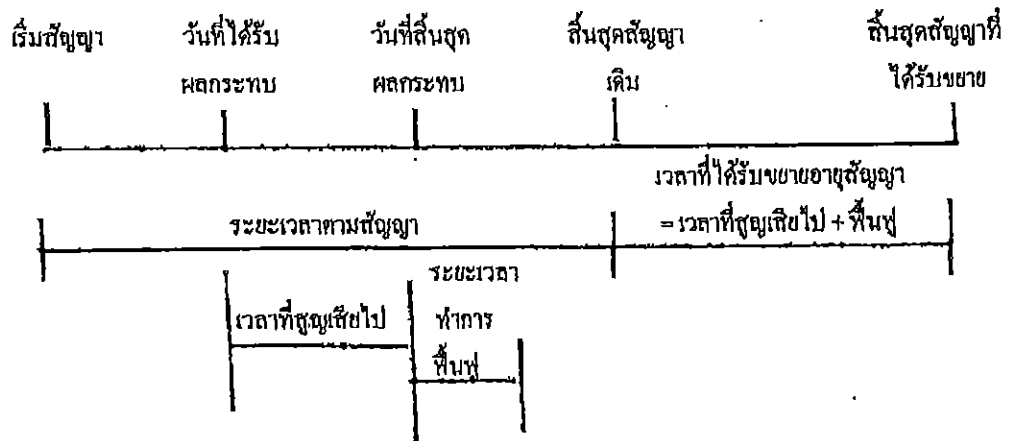 เริ่มสัญญา วันที่ได้รับ วันที่สิ้นสุด สิ้นสุดสัญญา สิ้นสุดสัญญาที่
ผลกระทบ ผลกระทบ เดิม ได้รับขยาย
เวลาที่ได้รับขยายอายุสัญญา
ระยะเวลาตามสัญญา =เวลาที่สูญเสียไป + ฟื้นฟู
ระยะเวลา
เวลาที่สูญเสียไป ทำการ
ฟื้นฟู